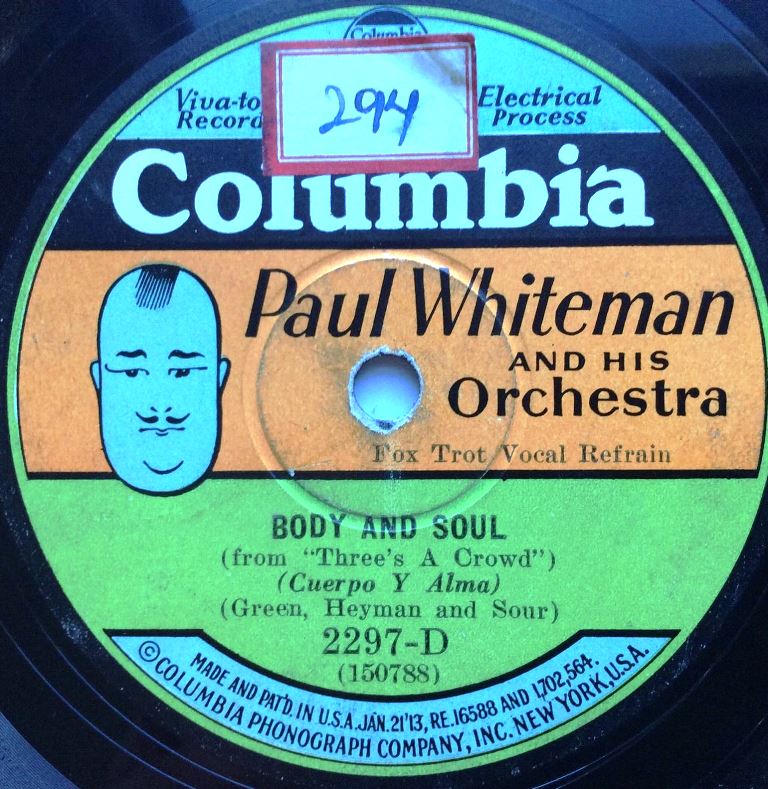 Columbia
294
Viva-to
Record
Electrical
Process
Columbia
Paul Whiteman
AND HIS
Orchestra
Fox Trot Vocal Refrain
BODY AND SOUL
(from "Three's A Crowd")
(Cuerpo Y Alma)
(Green, Heyman and Sour)
2297-D
(150788)
MADE AND PAT'D. IN U.S.A. JAN. 21'13, RE. 16588 AND 1,702,564.
©COLUMBIA PHONOGRAPH COMPANY, INC. NEW YORK, U.S.A.